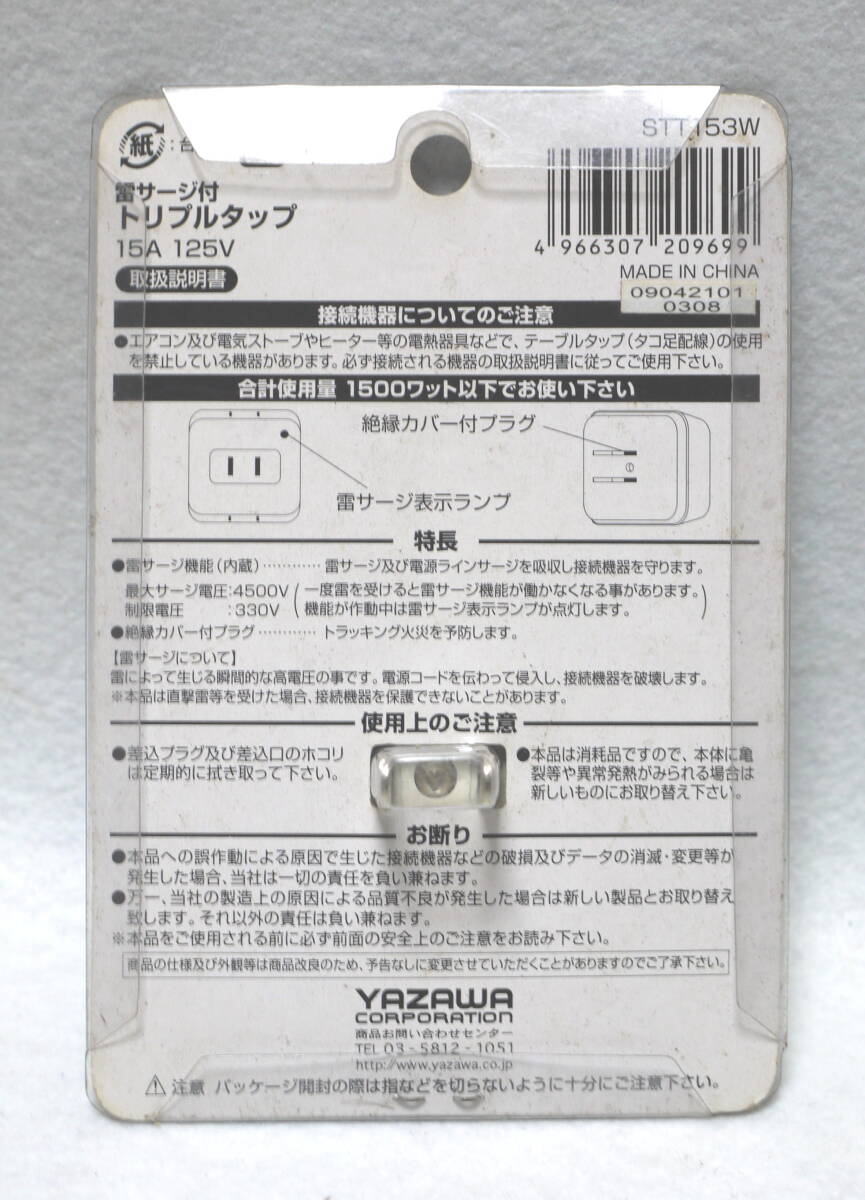 STT153W
紙:台
雷サージ付
トリプルタップ
15A 125V
取扱説明書
4 966307 209699
MADE IN CHINA
09042101
0308
接続機器についてのご注意
●エアコン及び電気ストーブやヒーター等の電熱器具などで、テーブルタップ(タコ足配線)の使用
を禁止している機器があります。必ず接続される機器の取扱説明書に従ってご使用下さい。
合計使用量 1500ワット以下でお使い下さい
絶縁カバー付プラグ
雷サージ表示ランプ
特長
●雷サージ機能(内蔵)…………雷サージ及び電源ラインサージを吸収し接続機器を守ります。
最大サージ電圧:4500V(一度雷を受けると雷サージ機能が働かなくなる事があります。
制限電圧 :330V 機能が作動中は雷サージ表示ランプが点灯します。)
●絶縁カバー付プラグ…………トラッキング火災を予防します。
【雷サージについて】
雷によって生じる瞬間的な高電圧の事です。電源コードを伝わって侵入し、接続機器を破壊します。
※本品は直撃雷等を受けた場合、接続機器を保護できないことがあります。
使用上のご注意
●差込プラグ及び差込口のホコリ
は定期的に拭き取って下さい。
●本品は消耗品ですので、本体に亀
裂等や異常発熱がみられる場合は
新しいものにお取り替え下さい。
お断り
●本品への誤作動による原因で生じた接続機器などの破損及びデータの消滅・変更等が
発生した場合、当社は一切の責任を負い兼ねます。
●万一、当社の製造上の原因による品質不良が発生した場合は新しい製品とお取り替え
致します。それ以外の責任は負い兼ねます。
※本品をご使用される前に必ず前面の安全上のご注意をお読み下さい。
商品の仕様及び外観等は商品改良のため、予告なしに変更させていただくことがありますのでご了承下さい。
YAZAWA
CORPORATION
商品お問い合わせセンター
TEL 03-5812-1051
http://www.yazawa.co.jp
⚠注意 パッケージ開封の際は指などを切らないように十分にご注意下さい。